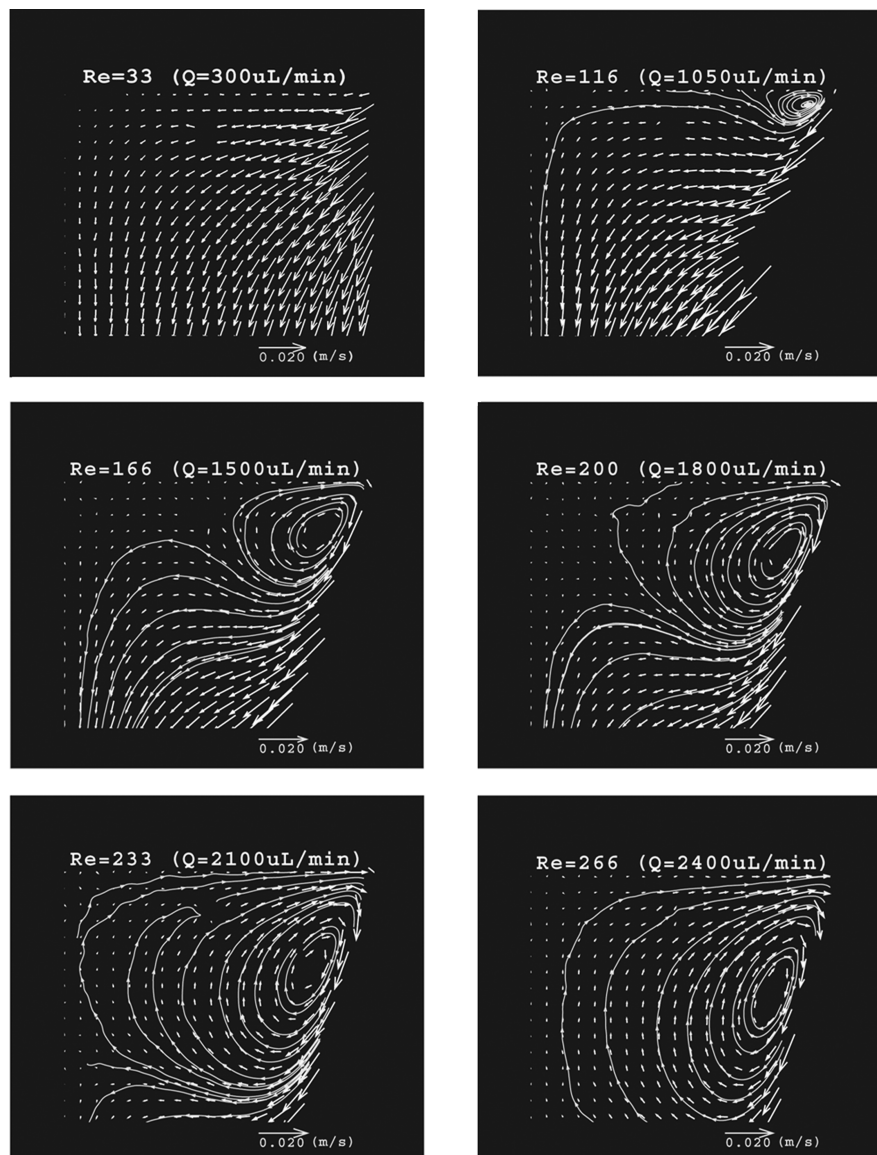 Re=33 (Q=300uL/min)
0.020 (m/s)
Re=116 (Q=1050uL/min)
0.020 (m/s)
Re=166 (Q=1500uL/min)
0.020 (m/s)
Re=200 (Q=1800uL/min)
0.020 (m/s)
Re=233 (Q=2100uL/min)
0.020 (m/s)
Re=266 (Q=2400uL/min)
0.020 (m/s)